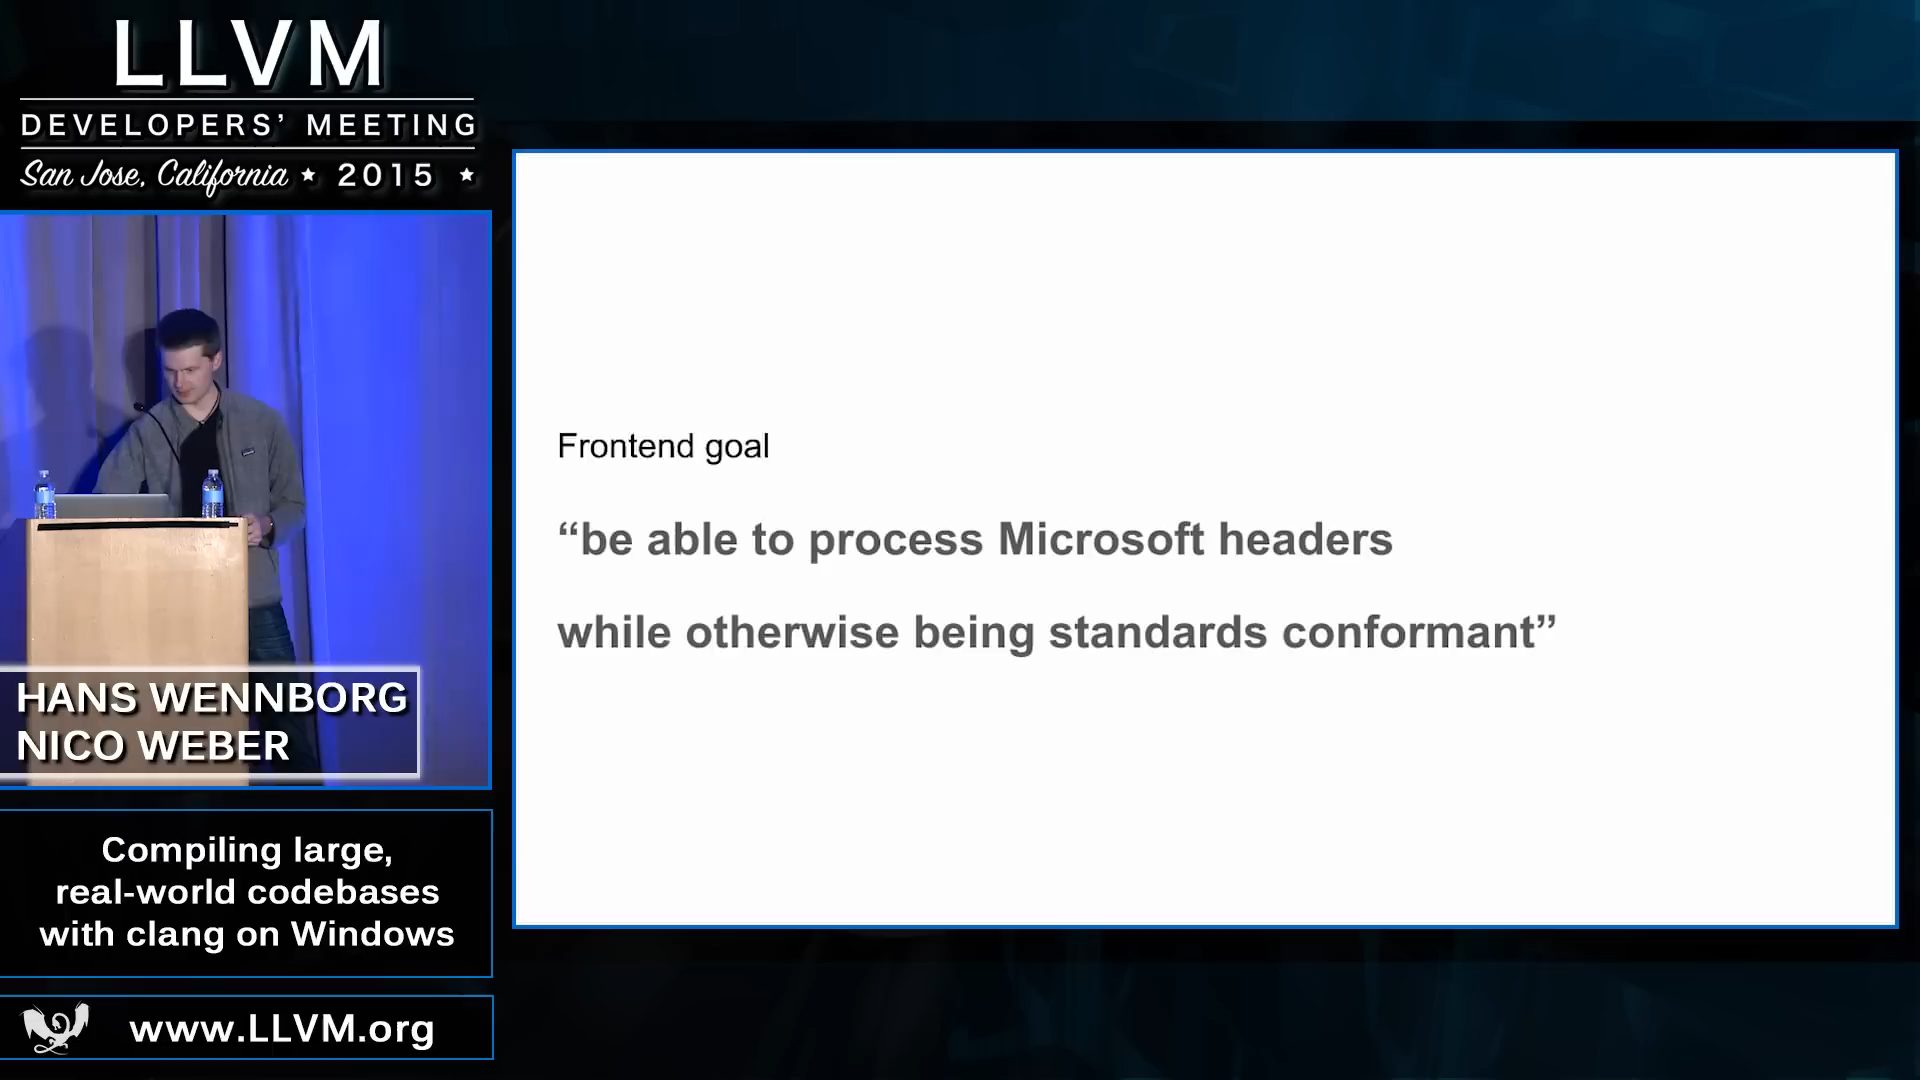 LLVM
DEVELOPERS’ MEETING
San Jose, California ★ 2015 ★
HANS WENNBORG
NICO WEBER
Compiling large,
real-world codebases
with clang on Windows
www.LLVM.org
Frontend goal
“be able to process Microsoft headers
while otherwise being standards conformant”